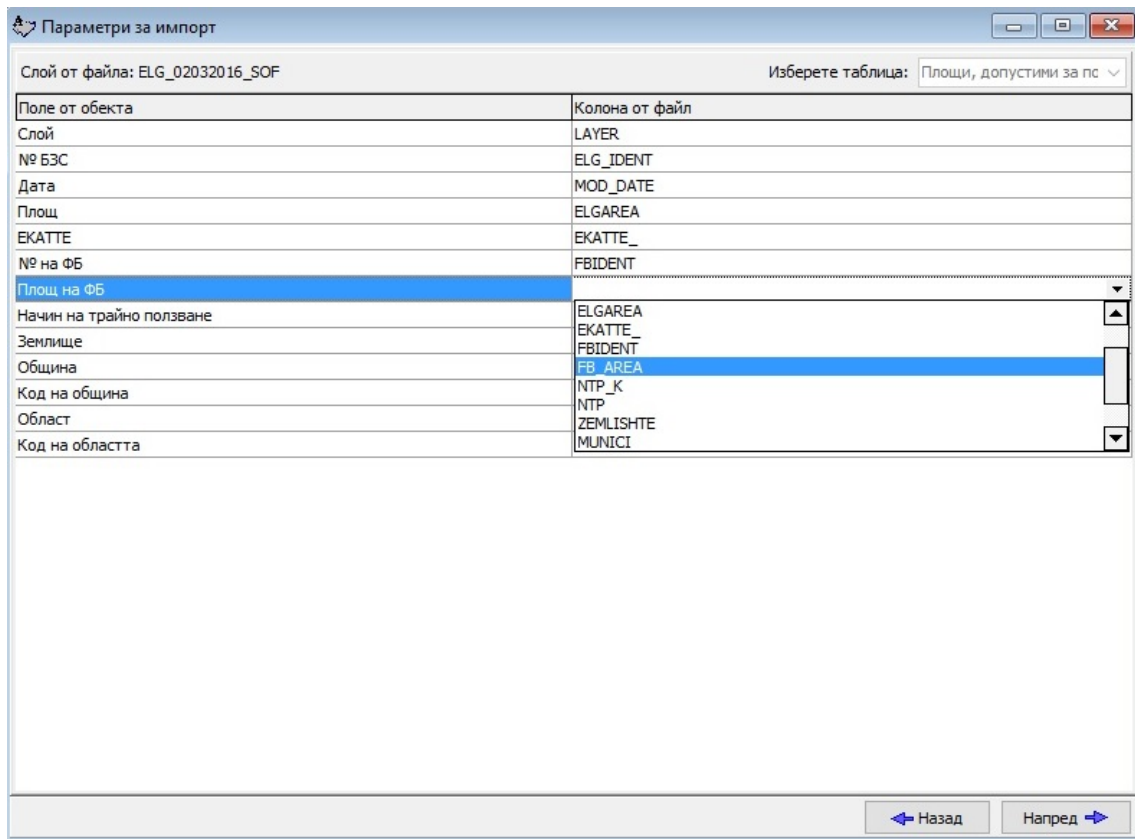 Параметри за импорт
Слой от файла: ELG_02032016_SOF Изберете таблица: Площи, допустими за по
Поле от обекта Колона от файл
Слой LAYER
№ БЗС ELG_IDENT
Дата MOD_DATE
Площ ELGAREA
ЕКАТТЕ EKATTE_
№ на ФБ FBIDENT
Площ на ФБ
Начин на трайно ползване
Землище
Община
Код на община
Област
Код на областта
ELGAREA
EKATTE_
FBIDENT
FB_AREA
NTP_K
NTP
ZEMLISHTE
MUNICI
Назад Напред